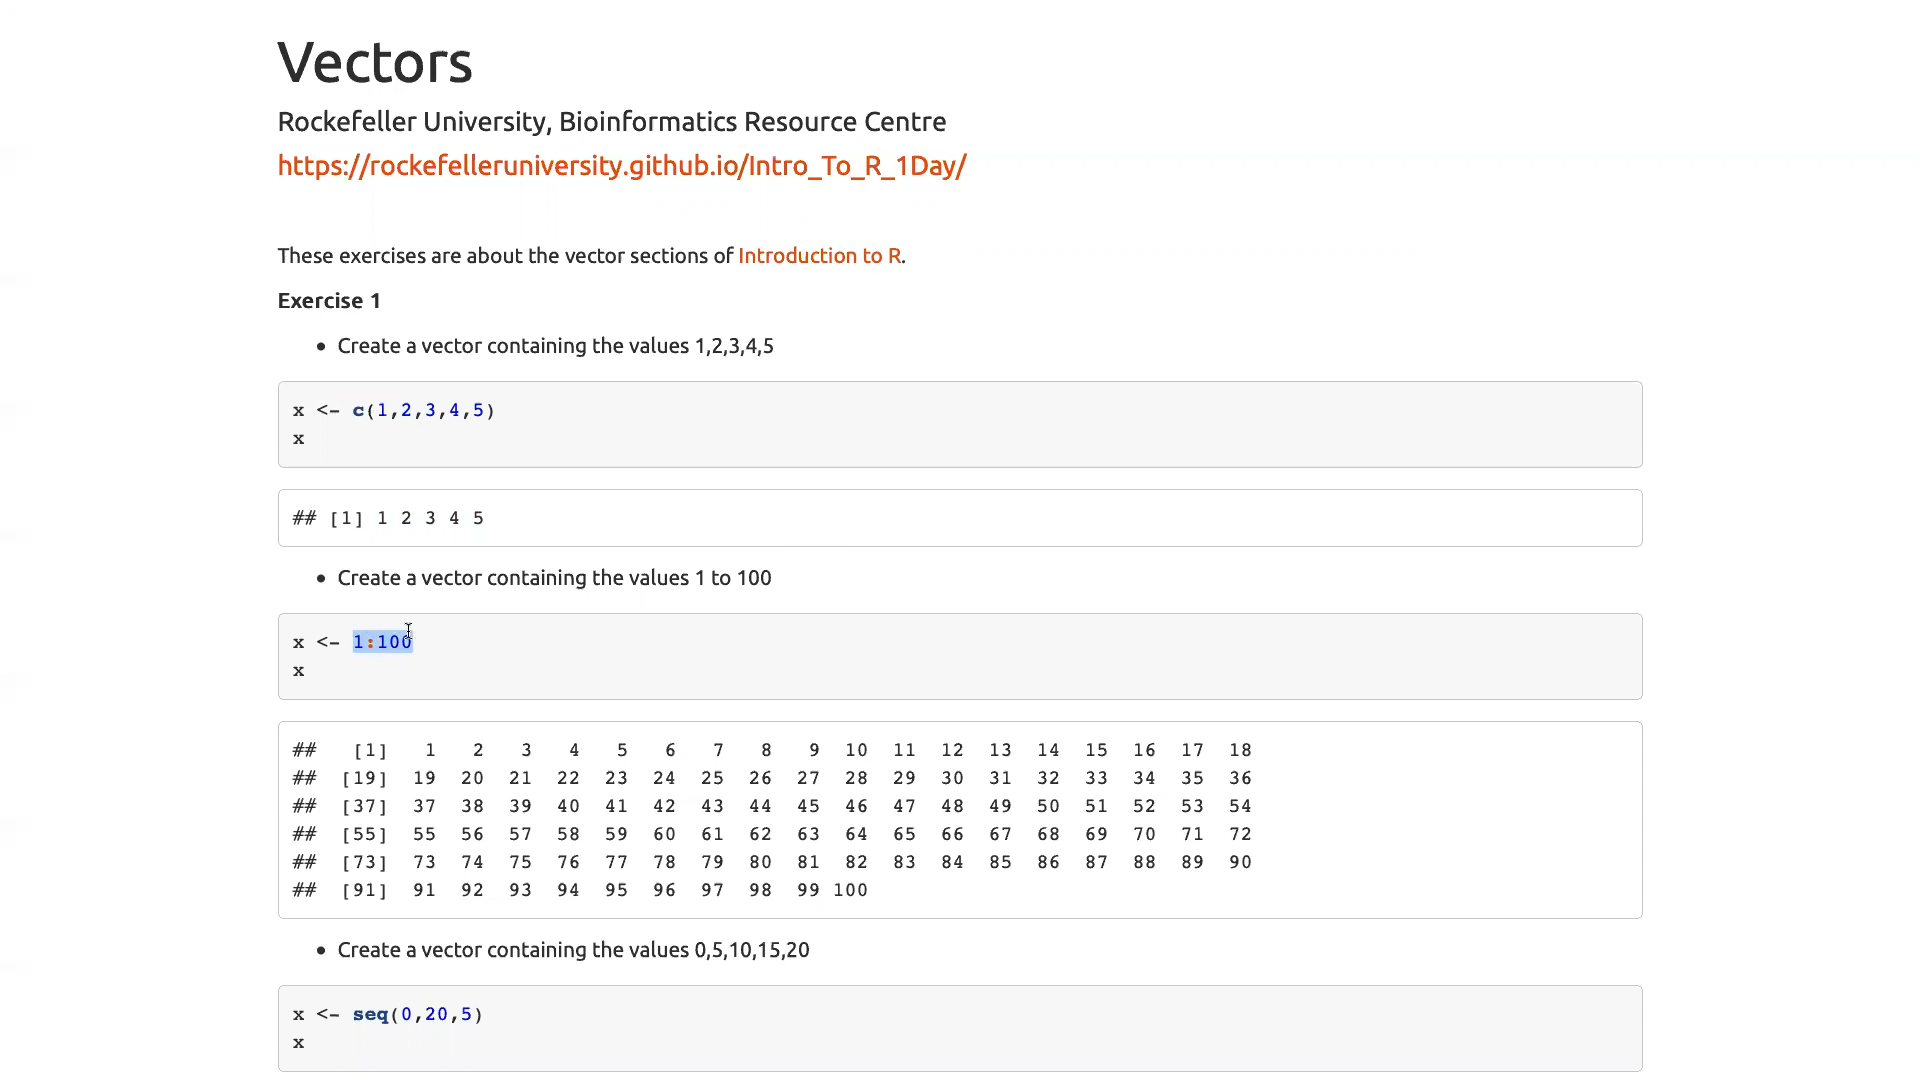 Vectors
Rockefeller University, Bioinformatics Resource Centre
https://rockefelleruniversity.github.io/Intro_To_R_1Day/
These exercises are about the vector sections of Introduction to R.
Exercise 1
• Create a vector containing the values 1,2,3,4,5
x <- c(1,2,3,4,5)
x
## [1] 1 2 3 4 5
• Create a vector containing the values 1 to 100
x <- 1:100
x
##   [1]   1   2   3   4   5   6   7   8   9  10  11  12  13  14  15  16  17  18
##  [19]  19  20  21  22  23  24  25  26  27  28  29  30  31  32  33  34  35  36
##  [37]  37  38  39  40  41  42  43  44  45  46  47  48  49  50  51  52  53  54
##  [55]  55  56  57  58  59  60  61  62  63  64  65  66  67  68  69  70  71  72
##  [73]  73  74  75  76  77  78  79  80  81  82  83  84  85  86  87  88  89  90
##  [91]  91  92  93  94  95  96  97  98  99 100
• Create a vector containing the values 0,5,10,15,20
x <- seq(0,20,5)
x